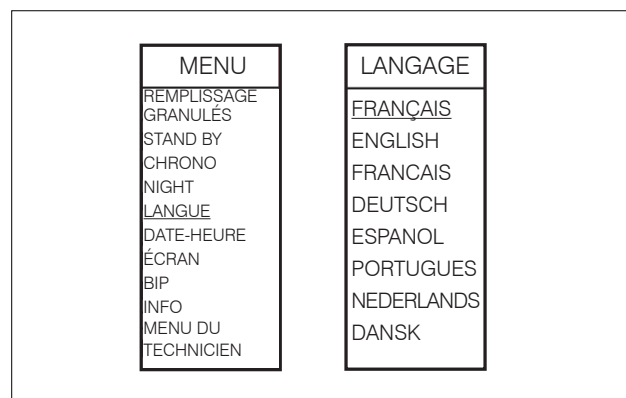 MENU
REMPLISSAGE
GRANULÉS
STAND BY
CHRONO
NIGHT
LANGUE
DATE-HEURE
ÉCRAN
BIP
INFO
MENU DU
TECHNICIEN
LANGAGE
FRANÇAIS
ENGLISH
FRANCAIS
DEUTSCH
ESPANOL
PORTUGUES
NEDERLANDS
DANSK